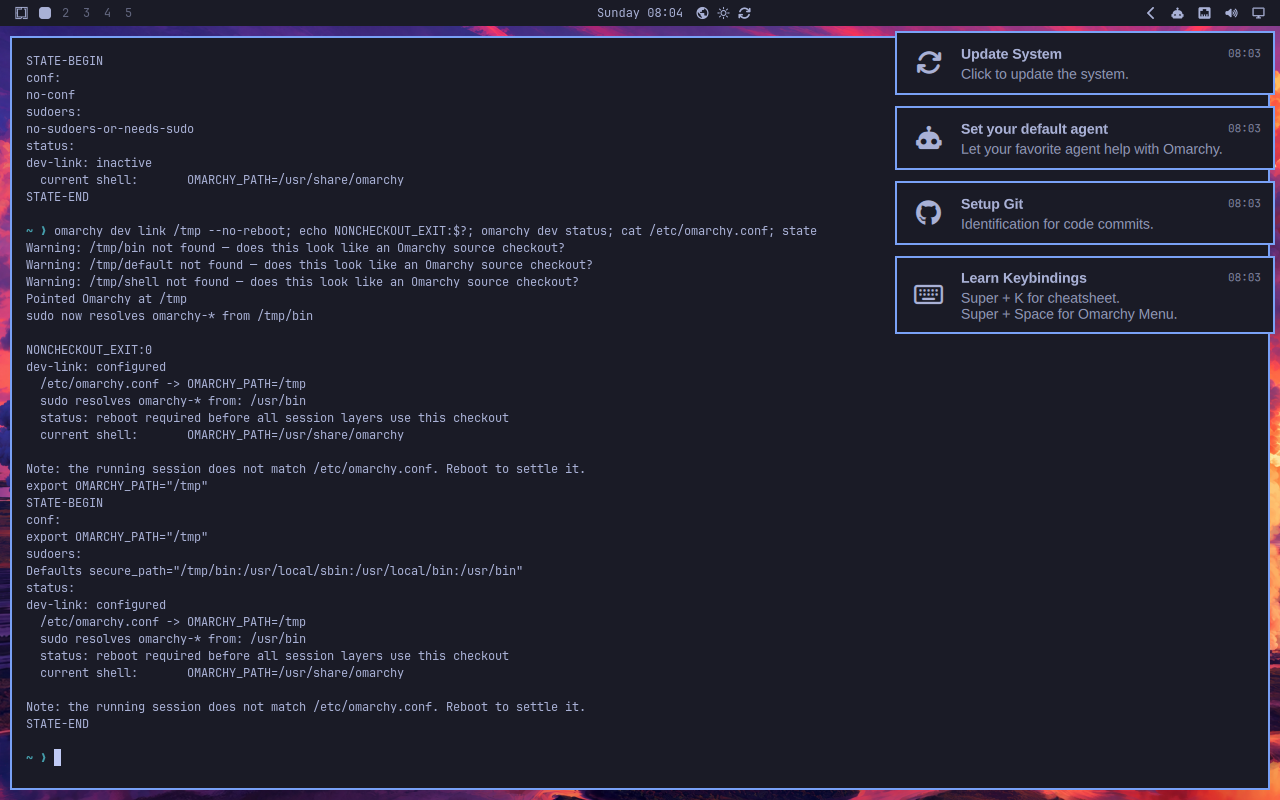 2 3 4 5
Sunday 08:04
STATE-BEGIN
conf:
no-conf
sudoers:
no-sudoers-or-needs-sudo
status:
dev-link: inactive
  current shell:       OMARCHY_PATH=/usr/share/omarchy
STATE-END
~ ❯ omarchy dev link /tmp --no-reboot; echo NONCHECKOUT_EXIT:$?; omarchy dev status; cat /etc/omarchy.conf; state
Warning: /tmp/bin not found — does this look like an Omarchy source checkout?
Warning: /tmp/default not found — does this look like an Omarchy source checkout?
Warning: /tmp/shell not found — does this look like an Omarchy source checkout?
Pointed Omarchy at /tmp
sudo now resolves omarchy-* from /tmp/bin
NONCHECKOUT_EXIT:0
dev-link: configured
  /etc/omarchy.conf -> OMARCHY_PATH=/tmp
  sudo resolves omarchy-* from: /usr/bin
  status: reboot required before all session layers use this checkout
  current shell:       OMARCHY_PATH=/usr/share/omarchy
Note: the running session does not match /etc/omarchy.conf. Reboot to settle it.
export OMARCHY_PATH="/tmp"
STATE-BEGIN
conf:
export OMARCHY_PATH="/tmp"
sudoers:
Defaults secure_path="/tmp/bin:/usr/local/sbin:/usr/local/bin:/usr/bin"
status:
dev-link: configured
  /etc/omarchy.conf -> OMARCHY_PATH=/tmp
  sudo resolves omarchy-* from: /usr/bin
  status: reboot required before all session layers use this checkout
  current shell:       OMARCHY_PATH=/usr/share/omarchy
Note: the running session does not match /etc/omarchy.conf. Reboot to settle it.
STATE-END
~ ❯
Update System 08:03
Click to update the system.
Set your default agent 08:03
Let your favorite agent help with Omarchy.
Setup Git 08:03
Identification for code commits.
Learn Keybindings 08:03
Super + K for cheatsheet.
Super + Space for Omarchy Menu.